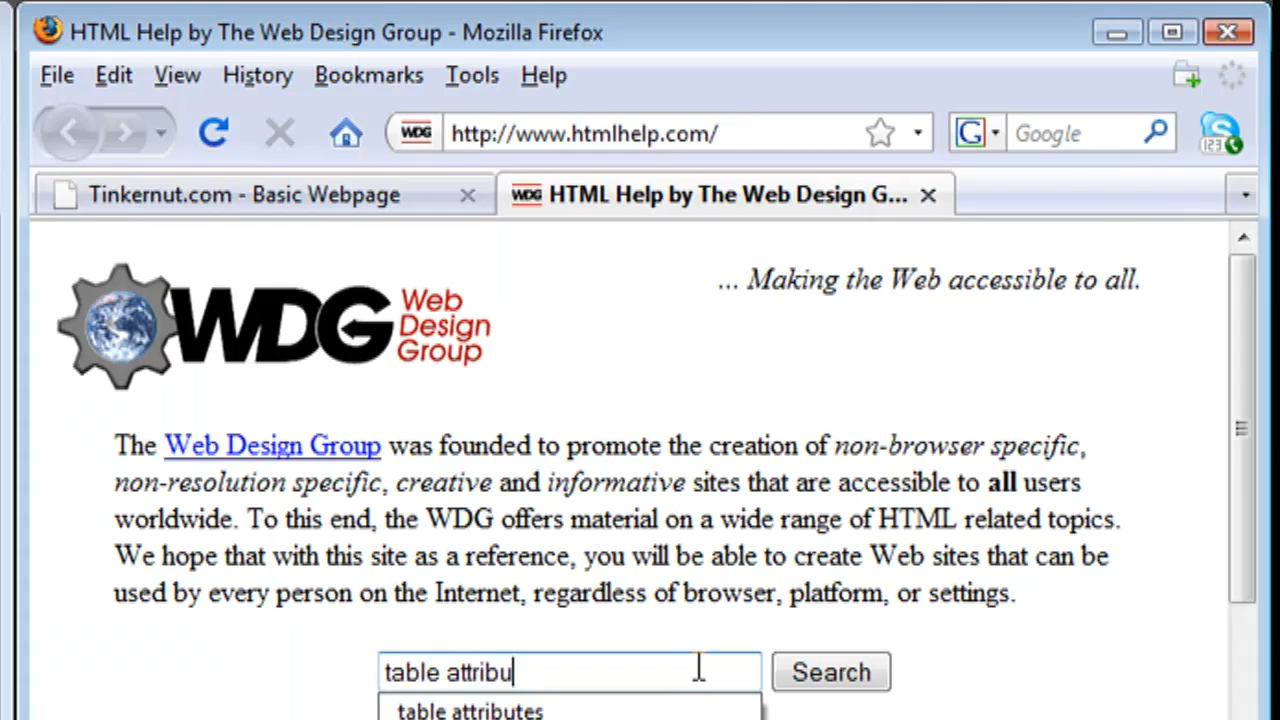 HTML Help by The Web Design Group - Mozilla Firefox
File Edit View History Bookmarks Tools Help
WDG http://www.htmlhelp.com/ G Google 123
Tinkernut.com - Basic Webpage WDG HTML Help by The Web Design G...
... Making the Web accessible to all.
WDG
Web
Design
Group
The Web Design Group was founded to promote the creation of non-browser specific,
non-resolution specific, creative and informative sites that are accessible to all users
worldwide. To this end, the WDG offers material on a wide range of HTML related topics.
We hope that with this site as a reference, you will be able to create Web sites that can be
used by every person on the Internet, regardless of browser, platform, or settings.
table attribu Search
table attributes